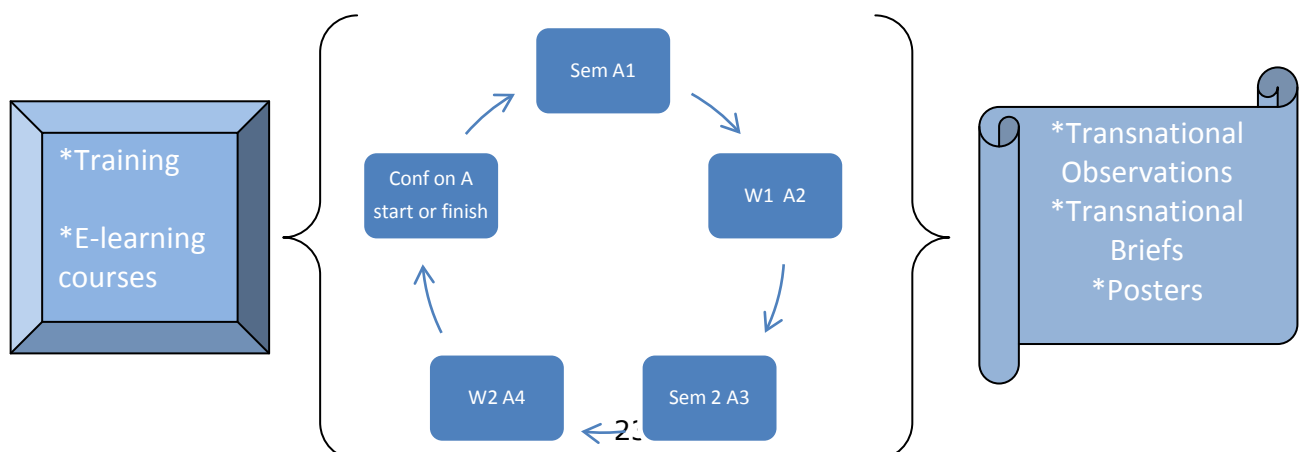 *Training
*E-learning
courses
Sem A1
W1 A2
Sem 2 A3
W2 A4
Conf on A
start or finish
*Transnational
Observations
*Transnational
Briefs
*Posters